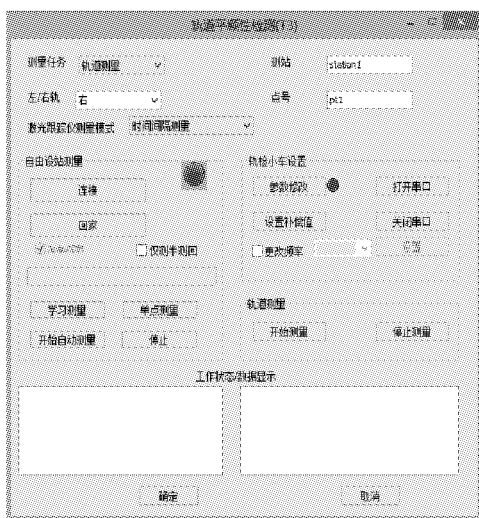 轨道平顺性检测(T3)
测量任务 轨道测量 测站 station1
左/右轨 右 点号 pt1
激光跟踪仪测量模式 时间间隔测量
自由设站测量 轨检小车设置
连接 参数修改 打开串口
回家 设置补偿值 关闭串口
仅测半测回 更改频率 设置
学习测量 单点测量 轨道测量
开始自动测量 停止 开始测量 停止测量
工作状态/数据显示
确定 取消